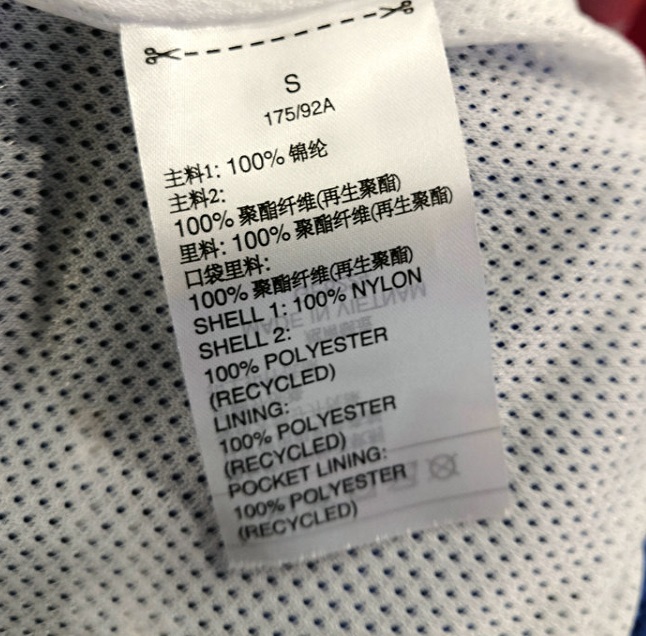 S
175/92A
主料1: 100% 锦纶
主料2:
100% 聚酯纤维(再生聚酯)
里料: 100% 聚酯纤维(再生聚酯)
口袋里料:
100% 聚酯纤维(再生聚酯)
SHELL 1: 100% NYLON
SHELL 2:
100% POLYESTER
(RECYCLED)
LINING:
100% POLYESTER
(RECYCLED)
POCKET LINING:
100% POLYESTER
(RECYCLED)
MADE IN VIETNAM